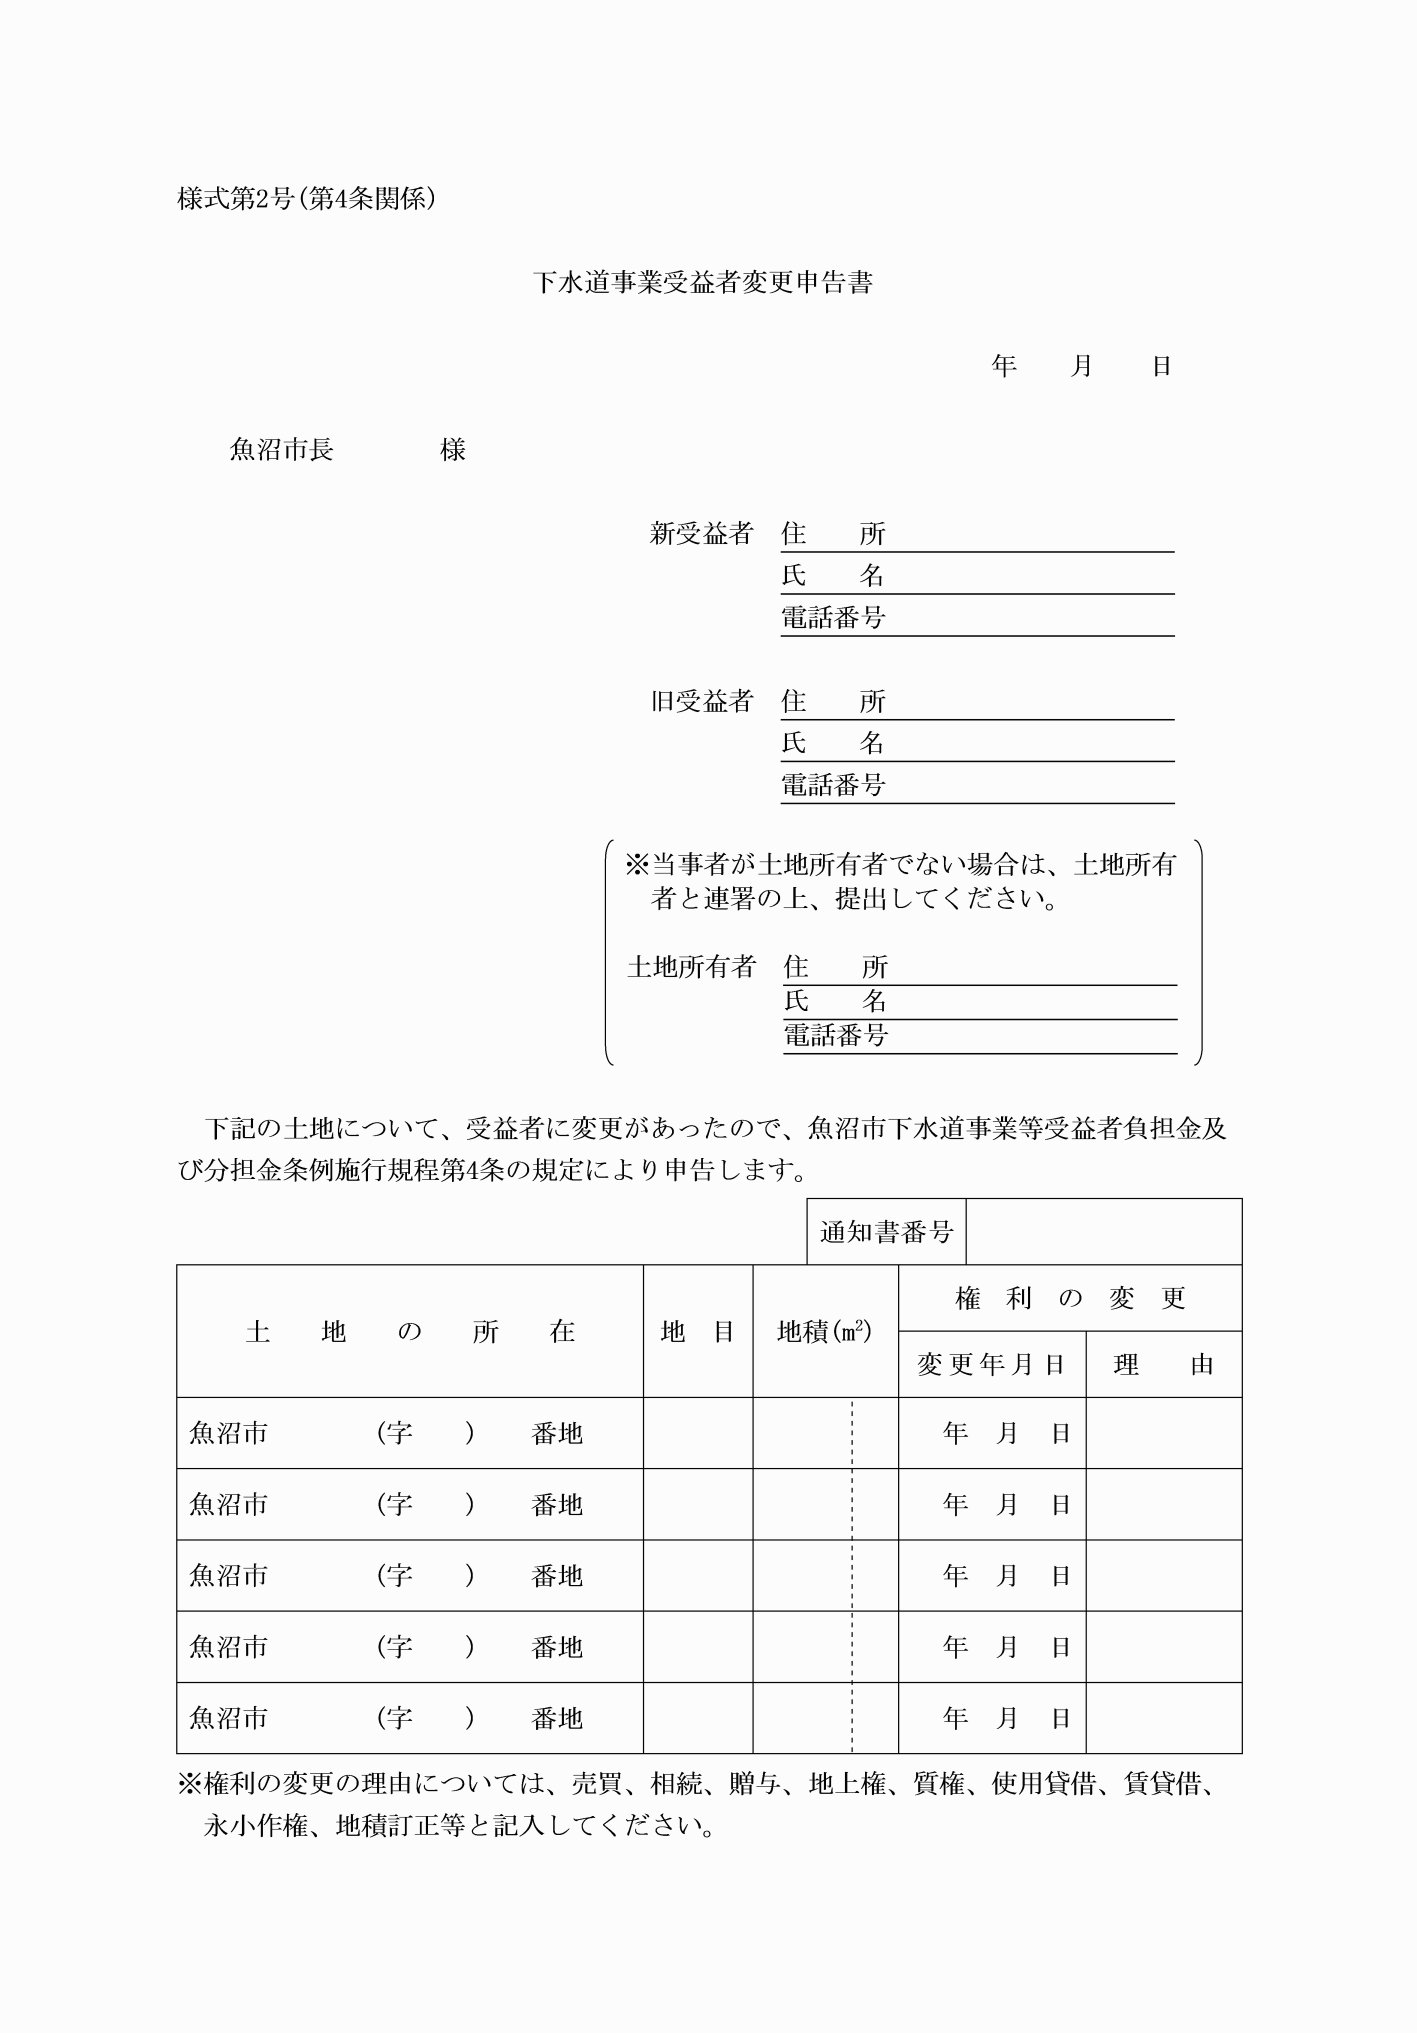 様式第2号(第4条関係)
下水道事業受益者変更申告書
年　　月　　日
魚沼市長　　　　様
新受益者　住　　所
氏　　名
電話番号
旧受益者　住　　所
氏　　名
電話番号
※当事者が土地所有者でない場合は、土地所有
者と連署の上、提出してください。
土地所有者　住　　所
氏　　名
電話番号
下記の土地について、受益者に変更があったので、魚沼市下水道事業等受益者負担金及
び分担金条例施行規程第4条の規定により申告します。
通知書番号
土　地　の　所　在　地　目　地積(㎡)　権　利　の　変　更
変更年月日　理　　由
魚沼市　　　　(字　　)　　番地　年　月　日
魚沼市　　　　(字　　)　　番地　年　月　日
魚沼市　　　　(字　　)　　番地　年　月　日
魚沼市　　　　(字　　)　　番地　年　月　日
魚沼市　　　　(字　　)　　番地　年　月　日
※権利の変更の理由については、売買、相続、贈与、地上権、質権、使用貸借、賃貸借、
永小作権、地積訂正等と記入してください。